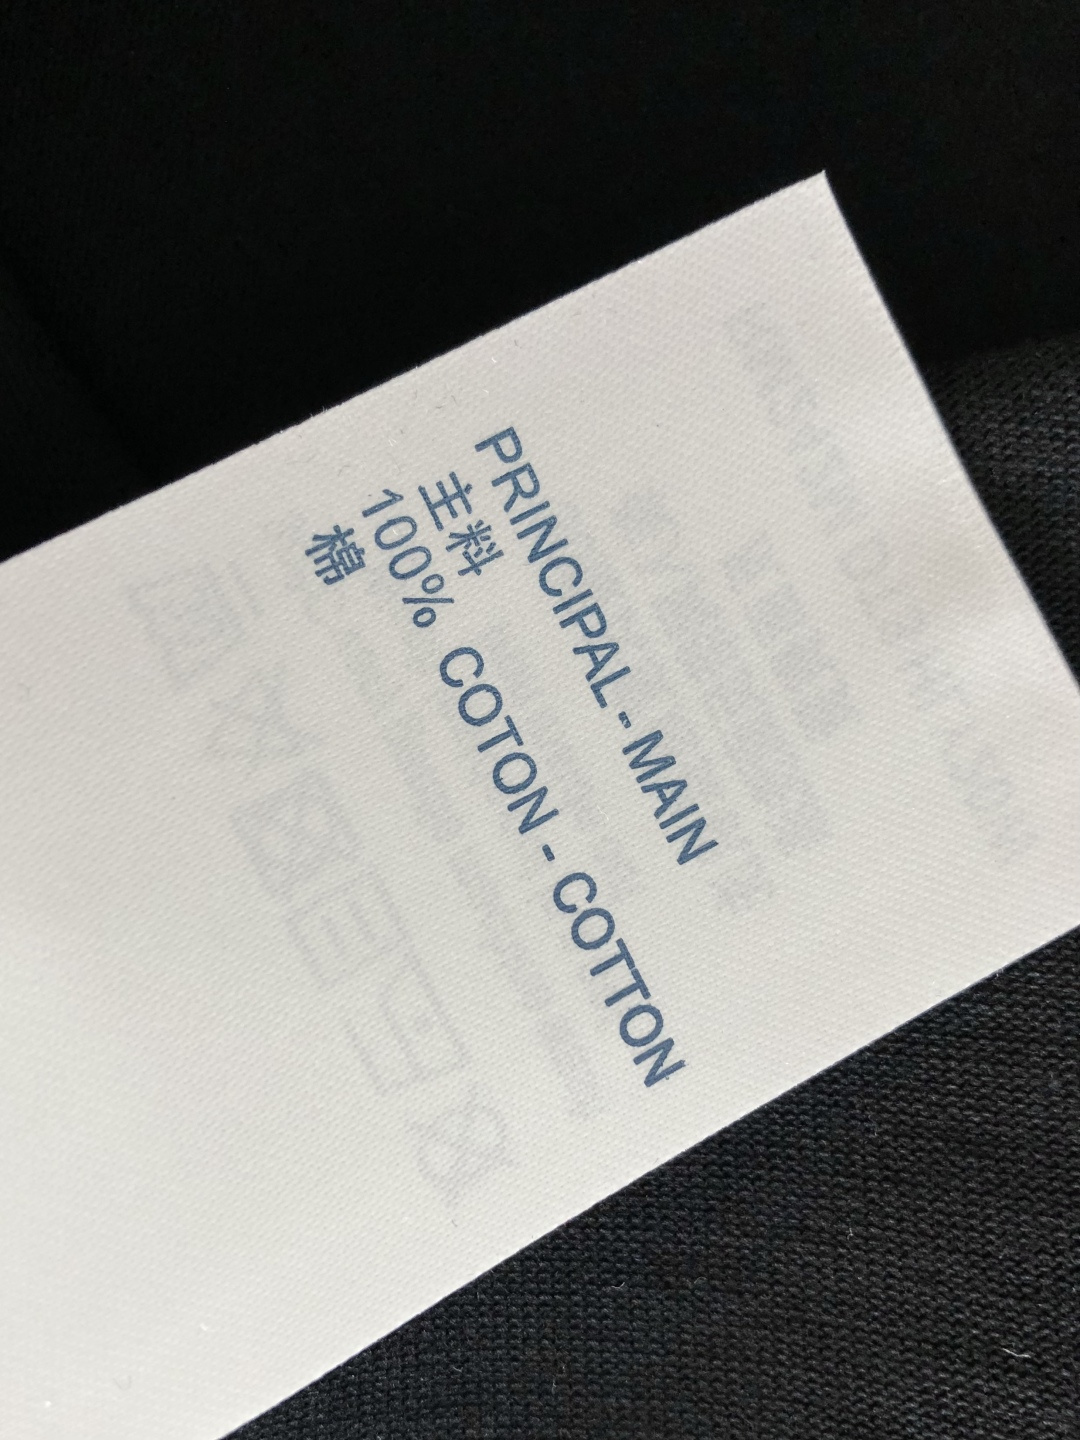 PRINCIPAL - MAIN
主料
100% COTON - COTTON
棉